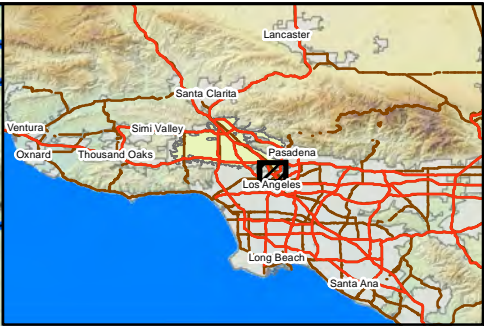 Lancaster
Santa Clarita
Ventura
Simi Valley
Oxnard
Thousand Oaks
Pasadena
Los Angeles
Long Beach
Santa Ana